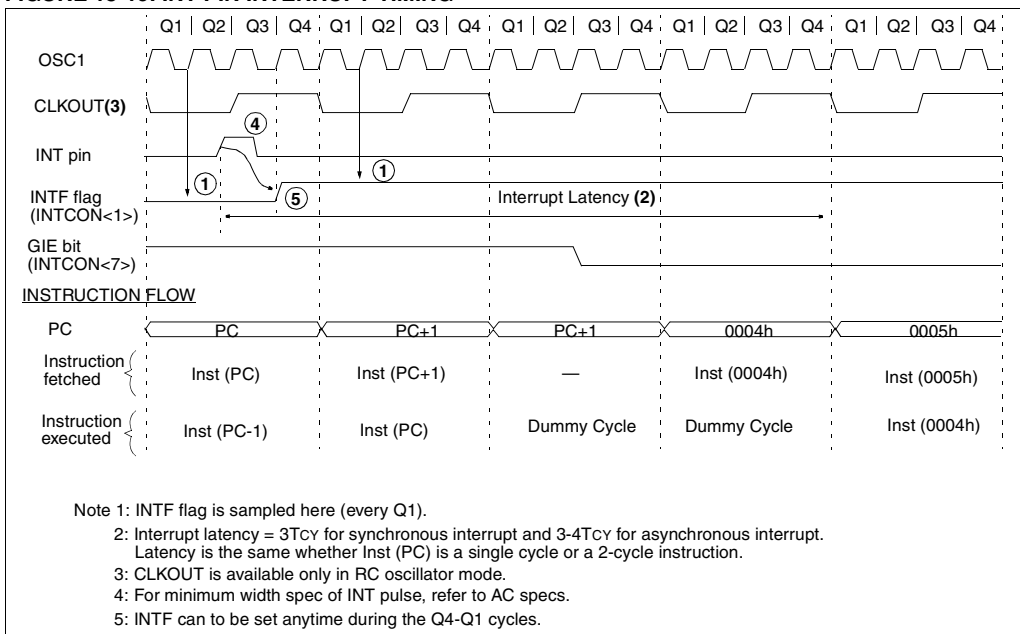 Q1 Q2 Q3 Q4 Q1 Q2 Q3 Q4 Q1 Q2 Q3 Q4 Q1 Q2 Q3 Q4 Q1 Q2 Q3 Q4
OSC1
CLKOUT(3)
4
INT pin
1 1
INTF flag
(INTCON<1>)
5
Interrupt Latency (2)
GIE bit
(INTCON<7>)
INSTRUCTION FLOW
PC PC PC+1 PC+1 0004h 0005h
Instruction
fetched
Inst (PC) Inst (PC+1) — Inst (0004h) Inst (0005h)
Instruction
executed
Inst (PC-1) Inst (PC) Dummy Cycle Dummy Cycle Inst (0004h)
Note 1: INTF flag is sampled here (every Q1).
2: Interrupt latency = 3TCY for synchronous interrupt and 3-4TCY for asynchronous interrupt.
Latency is the same whether Inst (PC) is a single cycle or a 2-cycle instruction.
3: CLKOUT is available only in RC oscillator mode.
4: For minimum width spec of INT pulse, refer to AC specs.
5: INTF can to be set anytime during the Q4-Q1 cycles.